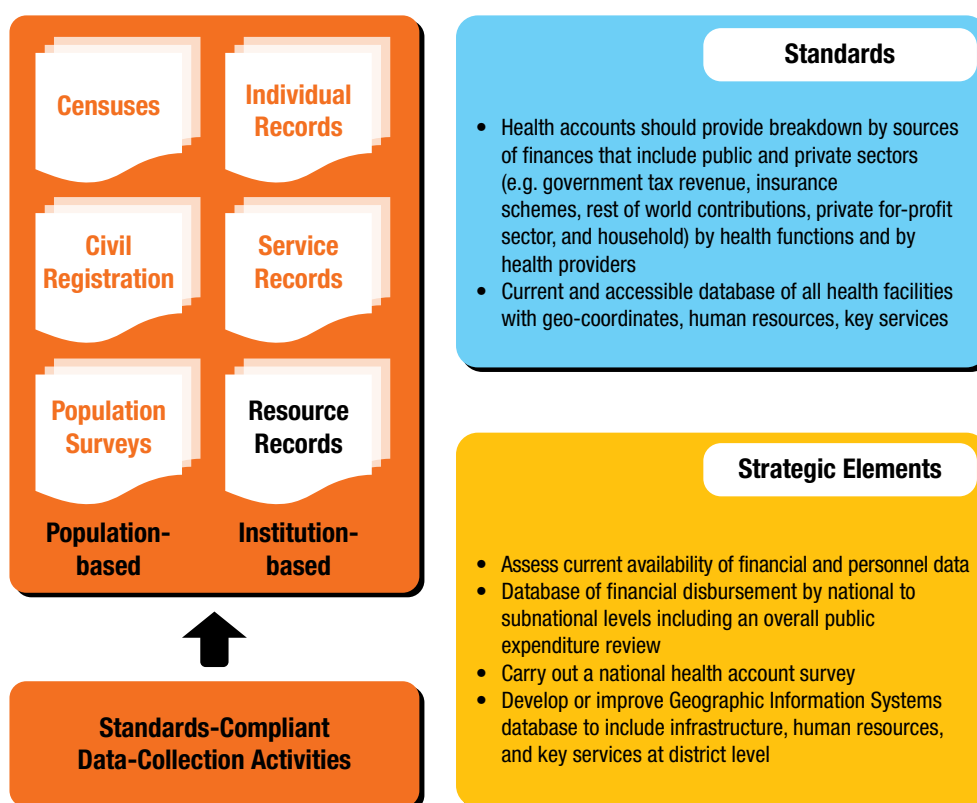 Censuses
Individual
Records
Civil
Registration
Service
Records
Population
Surveys
Resource
Records
Population-
based
Institution-
based
Standards-Compliant
Data-Collection Activities
Standards
• Health accounts should provide breakdown by sources
of finances that include public and private sectors
(e.g. government tax revenue, insurance
schemes, rest of world contributions, private for-profit
sector, and household) by health functions and by
health providers
• Current and accessible database of all health facilities
with geo-coordinates, human resources, key services
Strategic Elements
• Assess current availability of financial and personnel data
• Database of financial disbursement by national to
subnational levels including an overall public
expenditure review
• Carry out a national health account survey
• Develop or improve Geographic Information Systems
database to include infrastructure, human resources,
and key services at district level